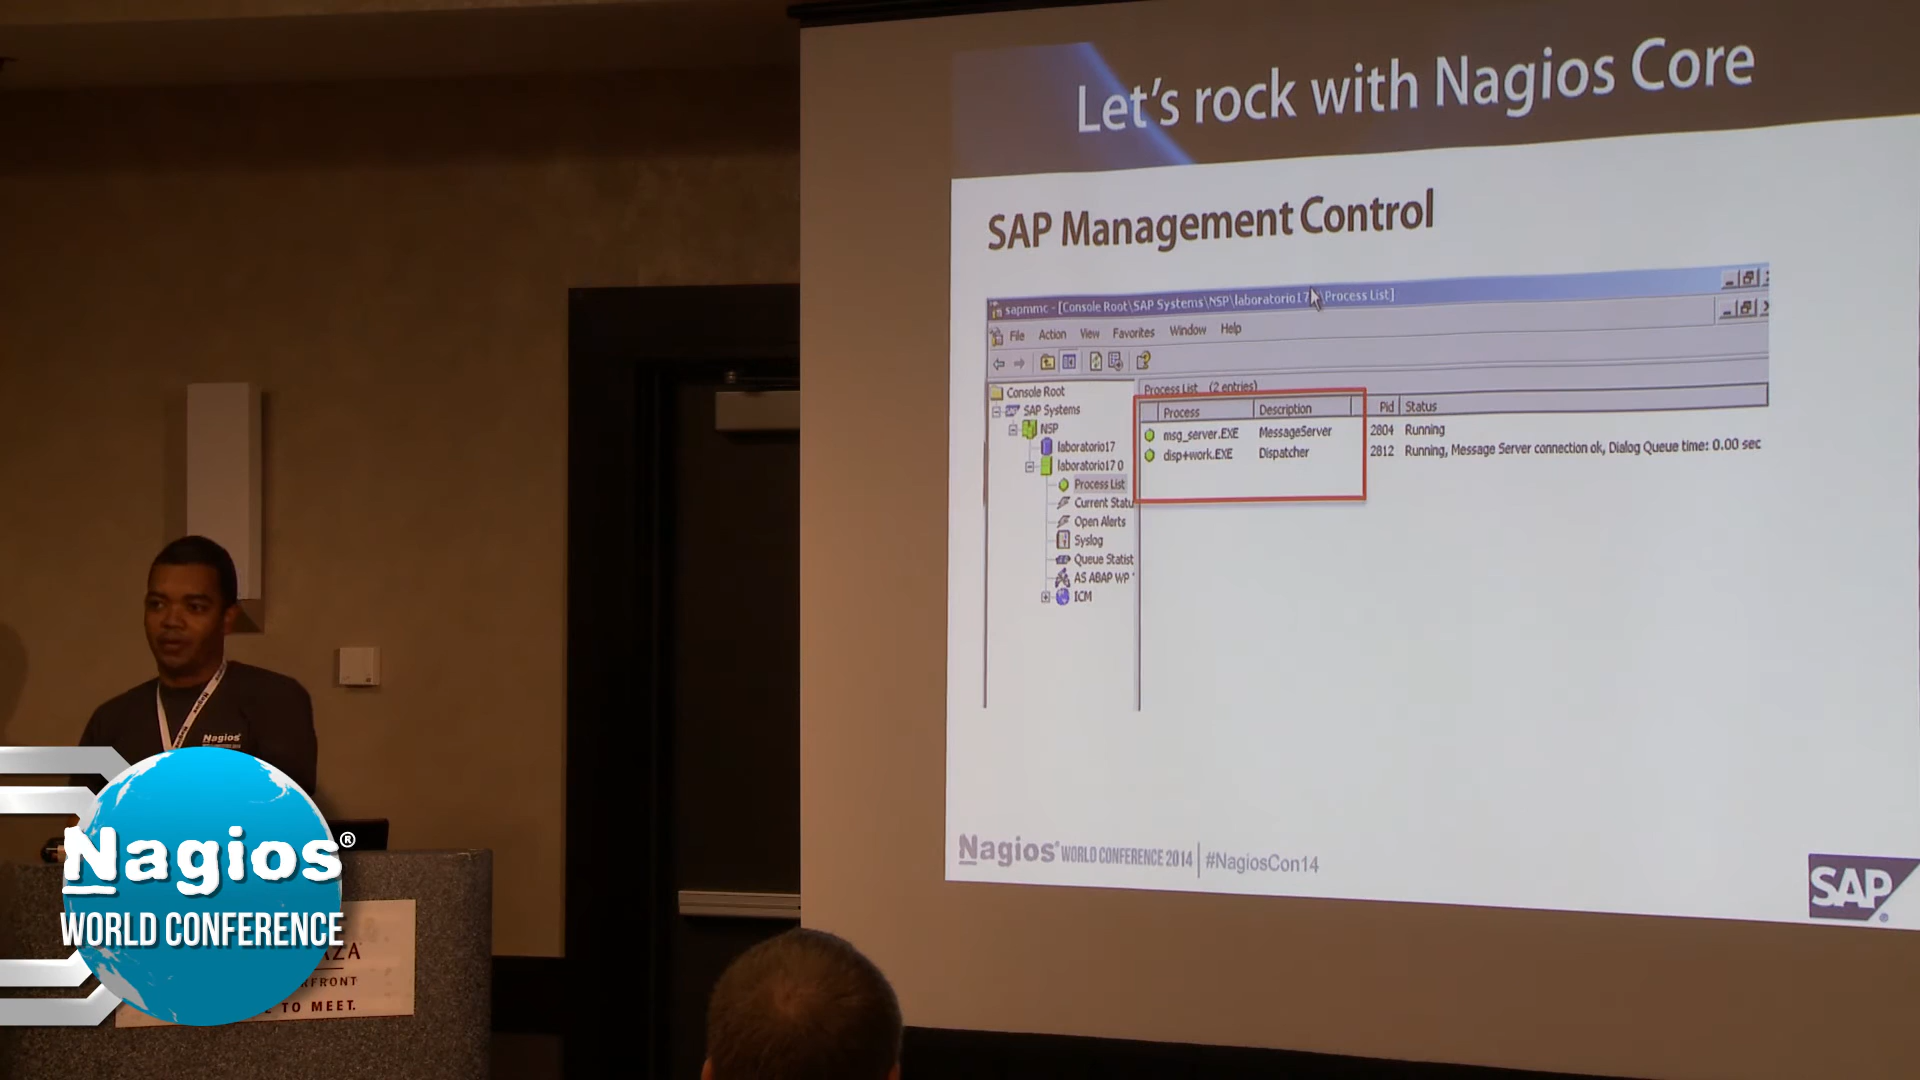 Let's rock with Nagios Core
SAP Management Control
sapmmc - [Console Root\SAP Systems\NSP\laboratorio17 Process List]
File Action View Favorites Window Help
Console Root
SAP Systems
NSP
laboratorio17
laboratorio17 0
Process List
Current Statu
Open Alerts
Syslog
Queue Statist
AS ABAP WP
ICM
Process List (2 entries)
Process Description Pid Status
msg_server.EXE MessageServer 2804 Running
disp+work.EXE Dispatcher 2812 Running, Message Server connection ok, Dialog Queue time: 0.00 sec
Nagios® WORLD CONFERENCE 2014 | #NagiosCon14
SAP®
Nagios
Nagios®
WORLD CONFERENCE
AZA
RFRONT
TO MEET.